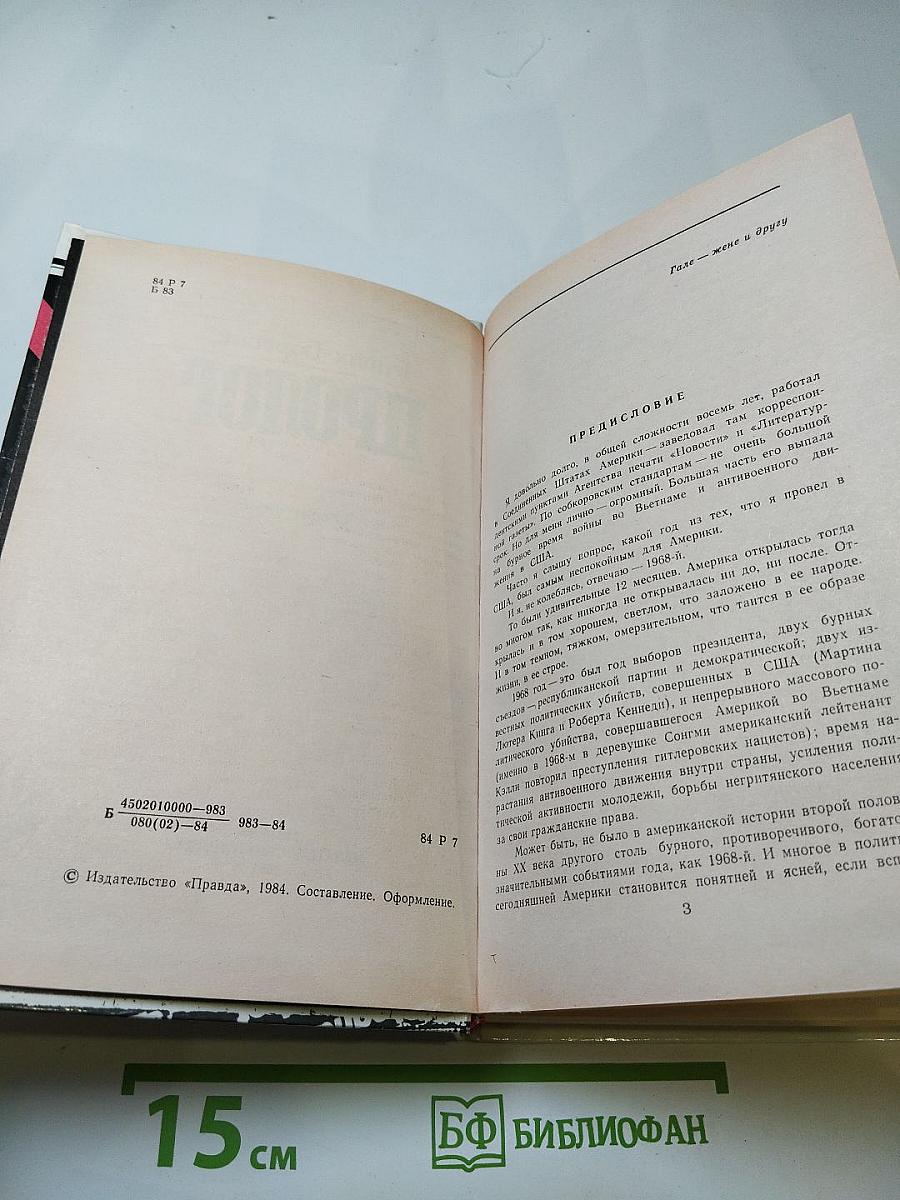 84 Р 7
Б 83
Б 4502010000—983
080(02)—84 983—84
84 Р 7
© Издательство «Правда», 1984. Составление. Оформление.
Гале — жене и другу
ПРЕДИСЛОВИЕ
Я довольно долго, в общей сложности восемь лет, работал
в Соединенных Штатах Америки — заведовал там корреспон-
дентскими пунктами Агентства печати «Новости» и «Литератур-
ной газеты». По собкоровским стандартам — не очень большой
срок. Но для меня лично — огромный. Большая часть его выпала
на бурное время войны во Вьетнаме и антивоенного дви-
жения в США.
Часто я слышу вопрос, какой год из тех, что я провел в
США, был самым неспокойным для Америки.
И я, не колеблясь, отвечаю — 1968-й.
То были удивительные 12 месяцев. Америка открылась тогда
во многом так, как никогда не открывалась ни до, ни после. От-
крылась и в том хорошем, светлом, что заложено в ее народе.
И в том темном, тяжком, омерзительном, что таится в ее образе
жизни, в ее строе.
1968 год — это был год выборов президента, двух бурных
съездов — республиканской партии и демократической; двух из-
вестных политических убийств, совершенных в США (Мартина
Лютера Кинга и Роберта Кеннеди), и непрерывного массового по-
литического убийства, совершавшегося Америкой во Вьетнаме
(именно в 1968-м в деревушке Сонгми американский лейтенант
Кэлли повторил преступления гитлеровских нацистов); время на-
растания антивоенного движения внутри страны, усиления поли-
тической активности молодежи, борьбы негритянского населения
за свои гражданские права.
Может быть, не было в американской истории второй полови-
ны XX века другого столь бурного, противоречивого, богатого
значительными событиями года, как 1968-й. И многое в полити
сегодняшней Америки становится понятней и ясней, если всп
3
15 см
БФ БИБЛИОФАН